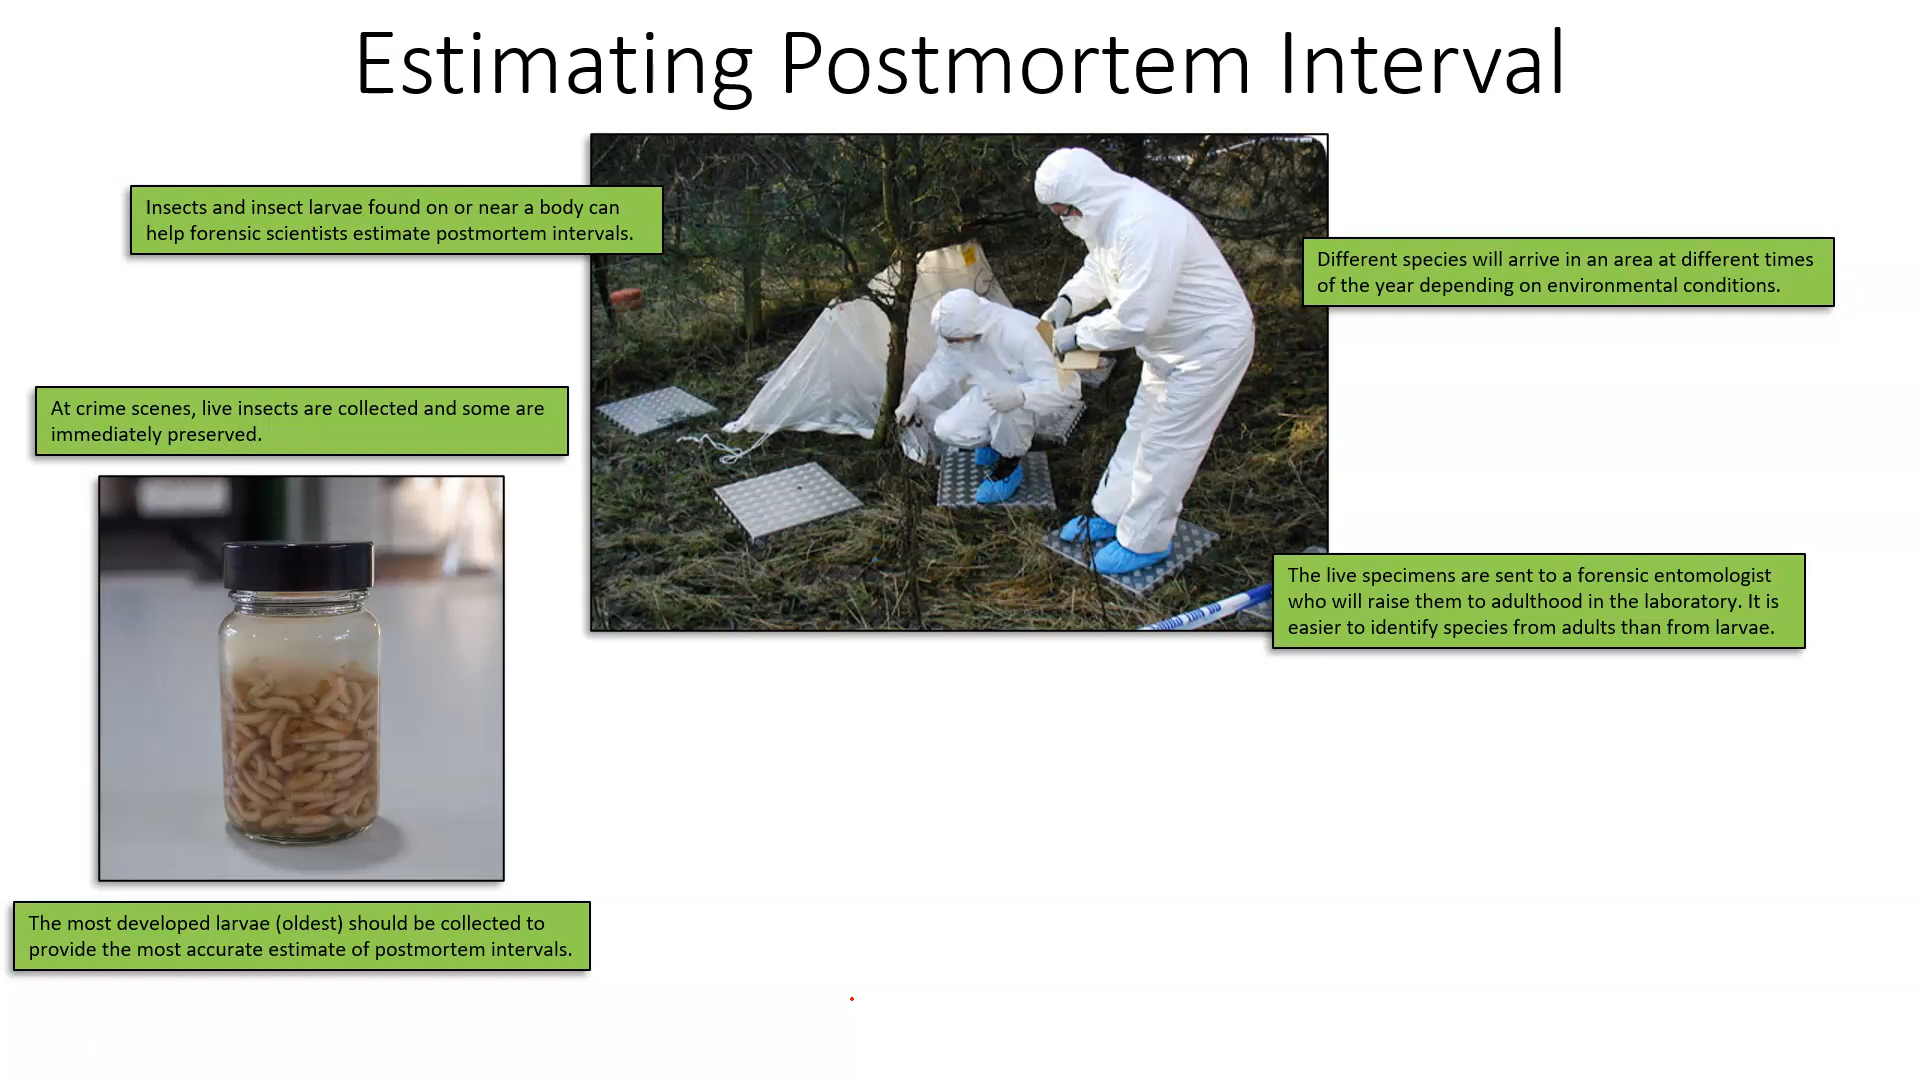 Estimating Postmortem Interval
Insects and insect larvae found on or near a body can
help forensic scientists estimate postmortem intervals.
Different species will arrive in an area at different times
of the year depending on environmental conditions.
At crime scenes, live insects are collected and some are
immediately preserved.
The live specimens are sent to a forensic entomologist
who will raise them to adulthood in the laboratory. It is
easier to identify species from adults than from larvae.
The most developed larvae (oldest) should be collected to
provide the most accurate estimate of postmortem intervals.